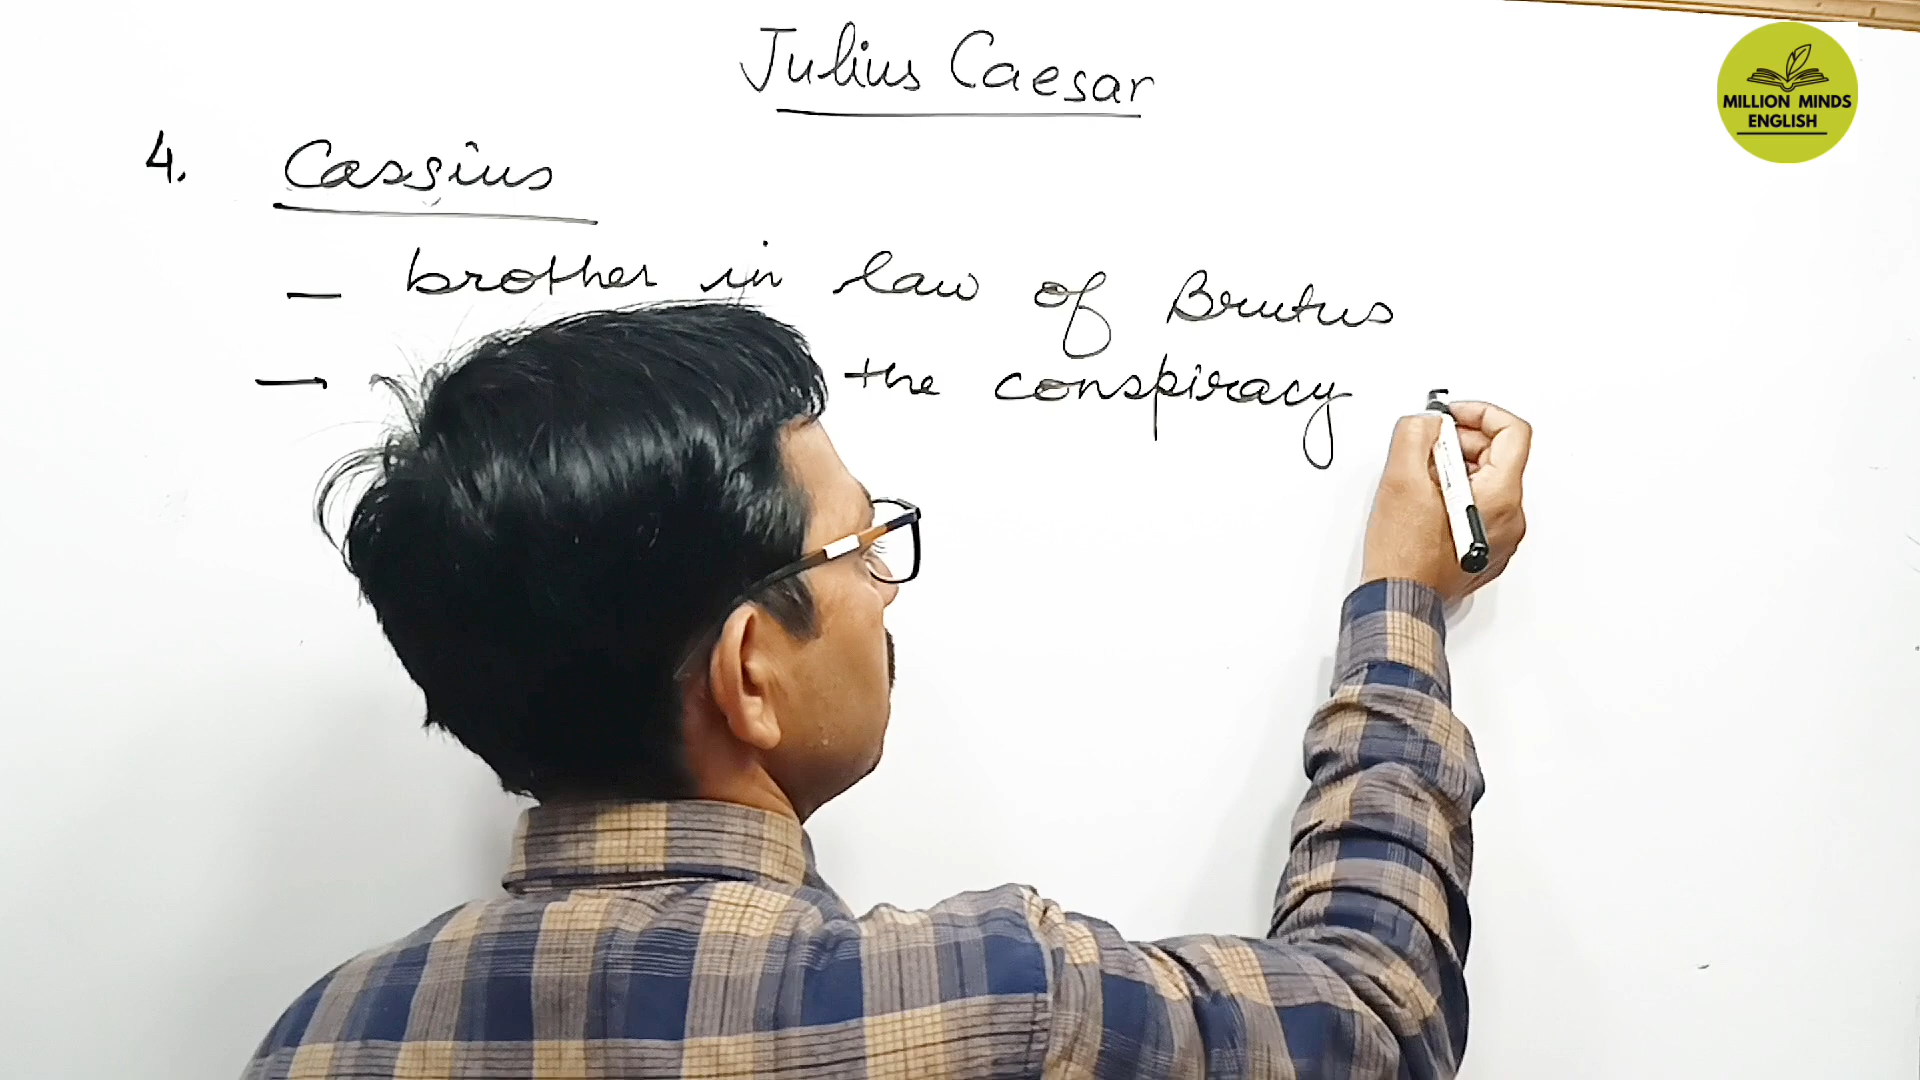 Julius Caesar
MILLION MINDS
ENGLISH
4. Cassius
— brother in law of Brutus
— the conspiracy